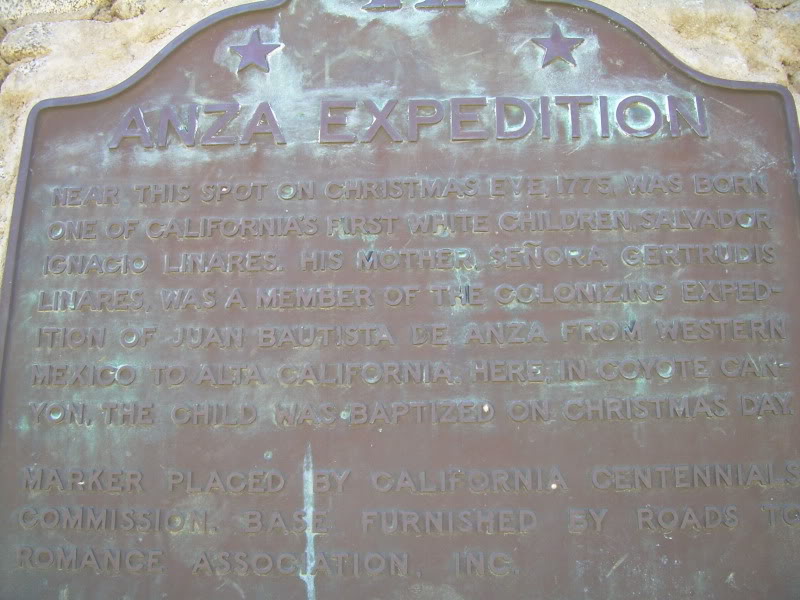 ANZA EXPEDITION
NEAR THIS SPOT ON CHRISTMAS EVE, 1775, WAS BORN
ONE OF CALIFORNIA'S FIRST WHITE CHILDREN, SALVADOR
IGNACIO LINARES. HIS MOTHER, SEÑORA GERTRUDIS
LINARES, WAS A MEMBER OF THE COLONIZING EXPED-
ITION OF JUAN BAUTISTA DE ANZA FROM WESTERN
MEXICO TO ALTA CALIFORNIA. HERE, IN COYOTE CAN-
YON, THE CHILD WAS BAPTIZED ON CHRISTMAS DAY.
MARKER PLACED BY CALIFORNIA CENTENNIALS
COMMISSION. BASE FURNISHED BY ROADS TO
ROMANCE ASSOCIATION, INC.